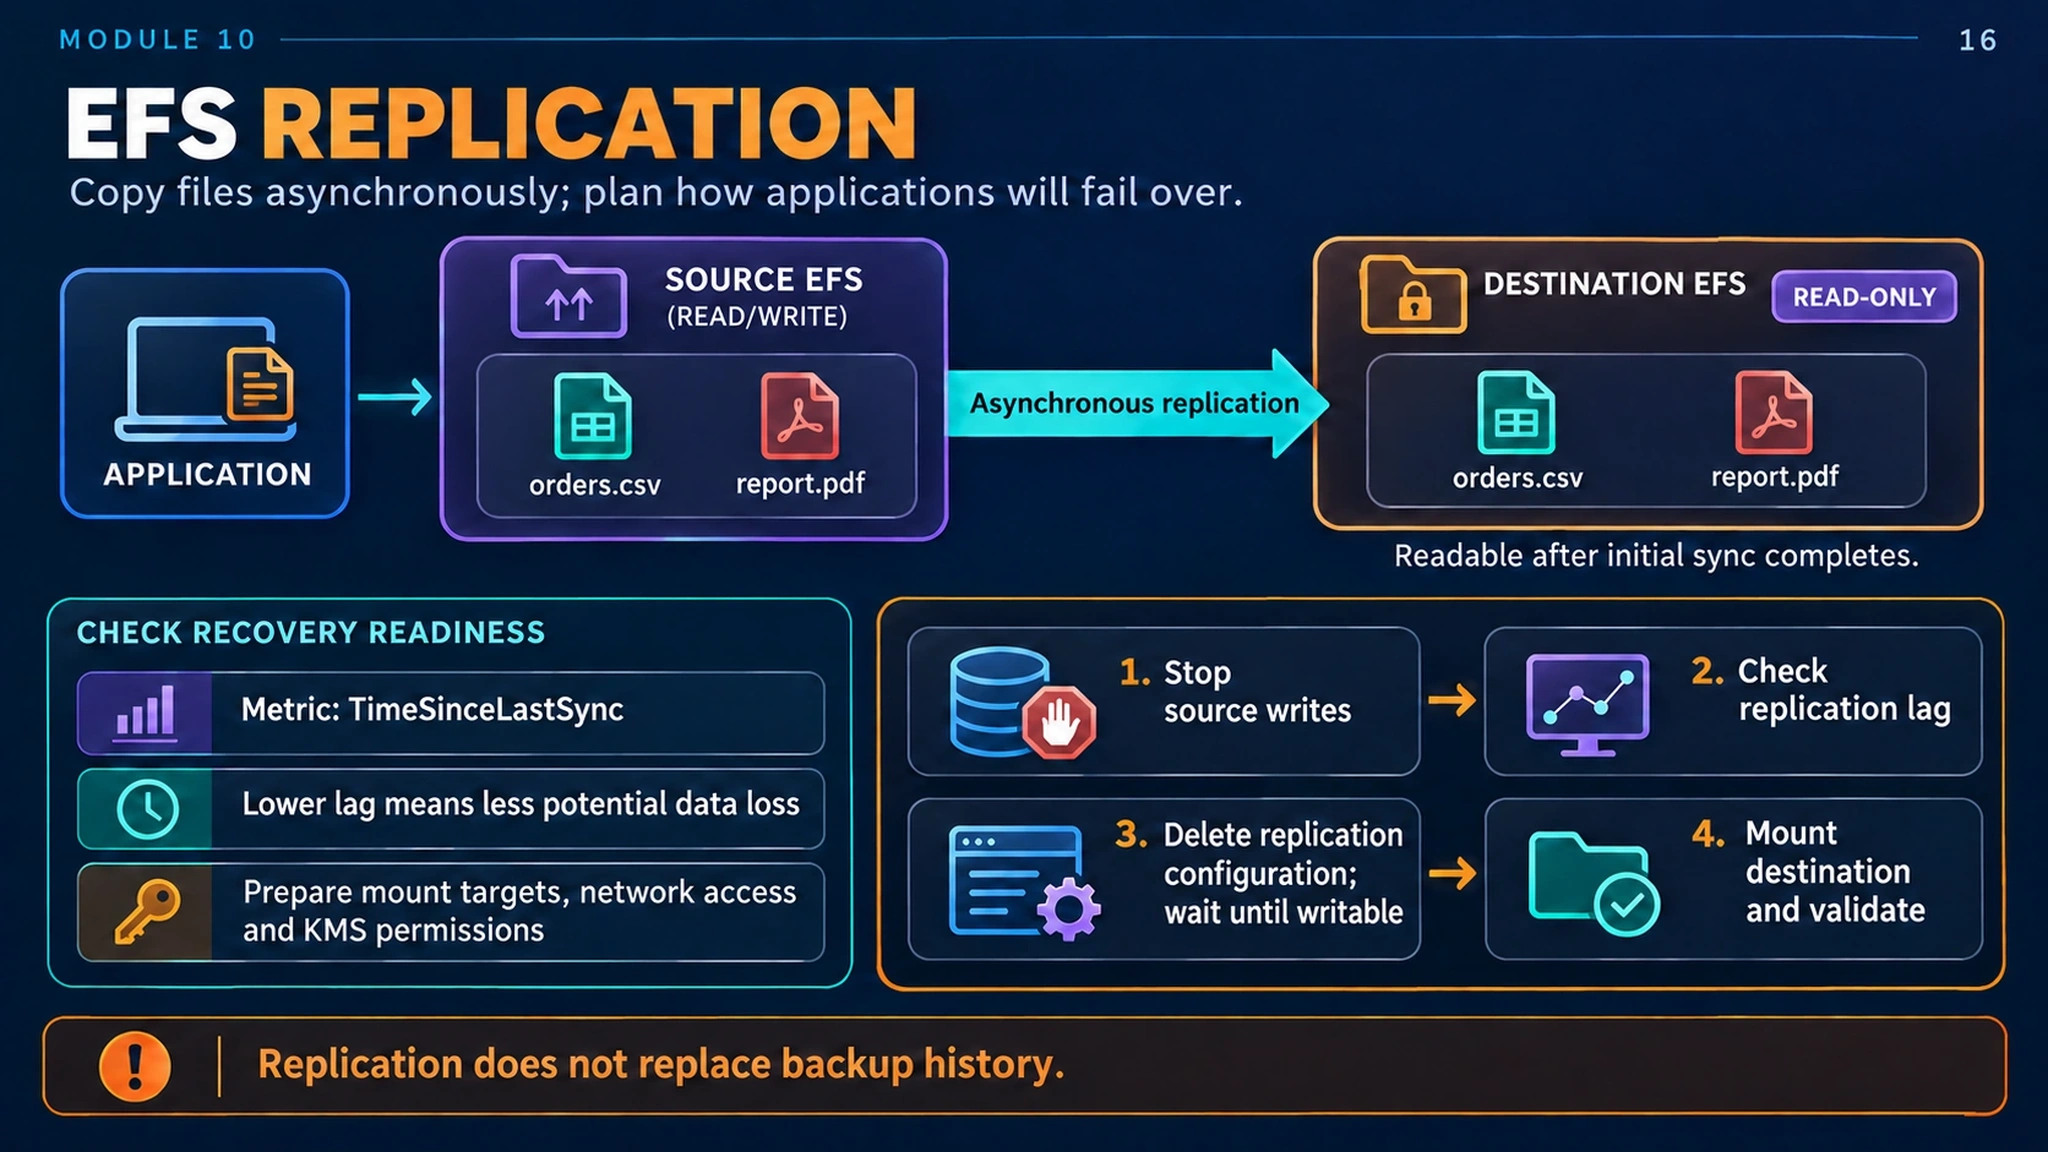 MODULE 10
16
EFS REPLICATION
Copy files asynchronously; plan how applications will fail over.
APPLICATION
SOURCE EFS
(READ/WRITE)
orders.csv
report.pdf
Asynchronous replication
DESTINATION EFS
READ-ONLY
orders.csv
report.pdf
Readable after initial sync completes.
CHECK RECOVERY READINESS
Metric: TimeSinceLastSync
Lower lag means less potential data loss
Prepare mount targets, network access
and KMS permissions
1. Stop
source writes
2. Check
replication lag
3. Delete replication
configuration;
wait until writable
4. Mount
destination
and validate
Replication does not replace backup history.